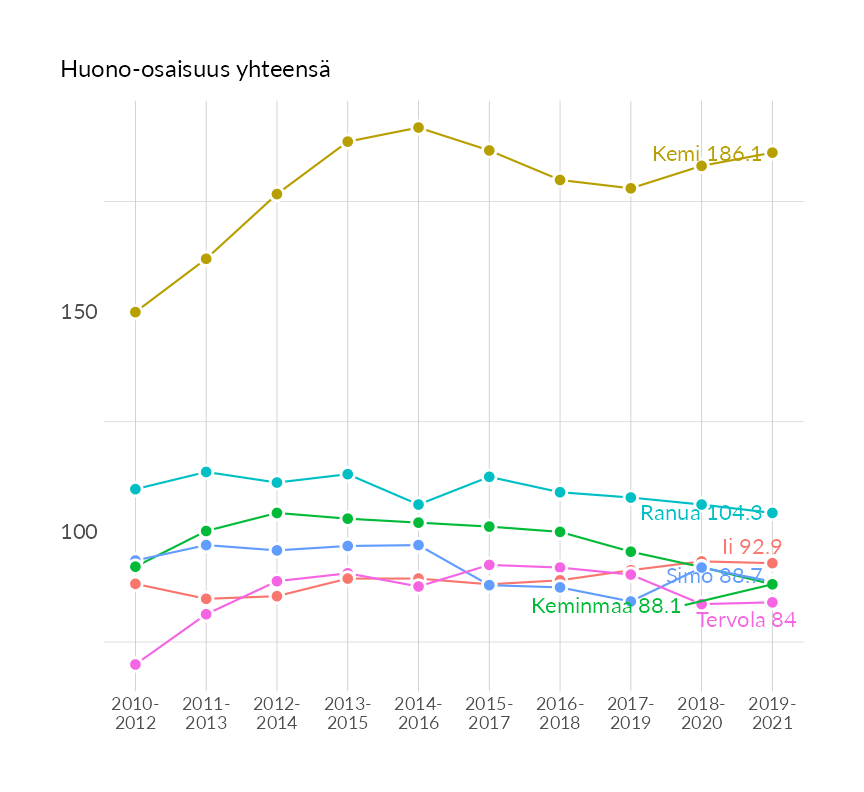 Huono-osaisuus yhteensä
Kemi 186.1
150
Ranua 104.3
100
Ii 92.9
Simo 88.7
Keminmaa 88.1
Tervola 84
2010- 2011- 2012- 2013- 2014- 2015- 2016- 2017- 2018- 2019-
2012 2013 2014 2015 2016 2017 2018 2019 2020 2021